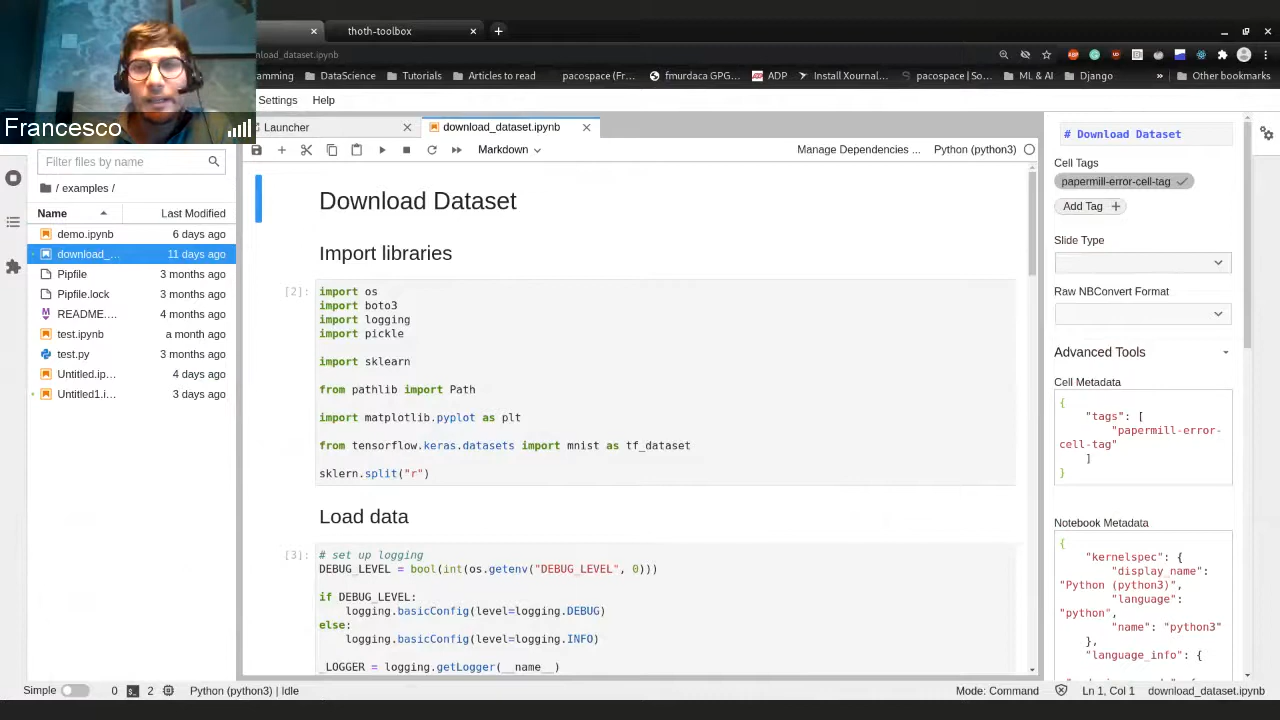 thoth-toolbox
nload_dataset.ipynb
ramming
DataScience
Tutorials
Articles to read
pacospace (Fr...
fmurdaca GPG...
ADP
Install Xournal...
pacospace | So...
ML & AI
Django
»
Other bookmarks
Settings
Help
Francesco
Launcher
download_dataset.ipynb
Markdown
Manage Dependencies ...
Python (python3)
Filter files by name
/ examples /
Name
Last Modified
demo.ipynb 6 days ago
download_... 11 days ago
Pipfile 3 months ago
Pipfile.lock 3 months ago
README.... 4 months ago
test.ipynb a month ago
test.py 3 months ago
Untitled.ip... 4 days ago
Untitled1.i... 3 days ago
Download Dataset
Import libraries
[2]:
import os
import boto3
import logging
import pickle
import sklearn
from pathlib import Path
import matplotlib.pyplot as plt
from tensorflow.keras.datasets import mnist as tf_dataset
sklern.split("r")
Load data
[3]:
# set up logging
DEBUG_LEVEL = bool(int(os.getenv("DEBUG_LEVEL", 0)))
if DEBUG_LEVEL:
logging.basicConfig(level=logging.DEBUG)
else:
logging.basicConfig(level=logging.INFO)
_LOGGER = logging.getLogger(__name__)
# Download Dataset
Cell Tags
papermill-error-cell-tag
Add Tag +
Slide Type
Raw NBConvert Format
Advanced Tools
Cell Metadata
{
"tags": [
"papermill-error-
cell-tag"
]
}
Notebook Metadata
{
"kernelspec": {
"display_name":
"Python (python3)",
"language":
"python",
"name": "python3"
},
"language_info": {
Simple
0
2
Python (python3) | Idle
Mode: Command
Ln 1, Col 1
download_dataset.ipynb